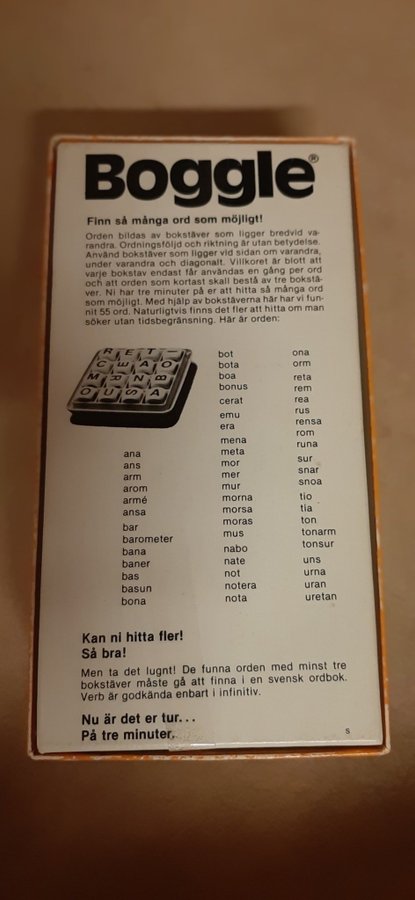 Boggle®
Finn så många ord som möjligt!
Orden bildas av bokstäver som ligger bredvid va-
randra. Ordningsföljd och riktning är utan betydelse.
Använd bokstäver som ligger vid sidan om varandra,
under varandra och diagonalt. Villkoret är blott att
varje bokstav endast får användas en gång per ord
och att orden som kortast skall bestå av tre bokstä-
ver. Ni har tre minuter på er att hitta så många ord
som möjligt. Med hjälp av bokstäverna här har vi fun-
nit 55 ord. Naturligtvis finns det fler att hitta om man
söker utan tidsbegränsning. Här är orden:
ana
ans
arm
arom
armé
ansa
bar
barometer
bana
baner
bas
basun
bona
bot
bota
boa
bonus
cerat
emu
era
mena
meta
mor
mer
mur
morna
morsa
moras
mus
nabo
nate
not
notera
nota
ona
orm
reta
rem
rea
rus
rensa
rom
runa
sur
snar
snoa
tio
tia
ton
tonarm
tonsur
uns
urna
uran
uretan
Kan ni hitta fler!
Så bra!
Men ta det lugnt! De funna orden med minst tre
bokstäver måste gå att finna i en svensk ordbok.
Verb är godkända enbart i infinitiv.
Nu är det er tur...
På tre minuter.
s